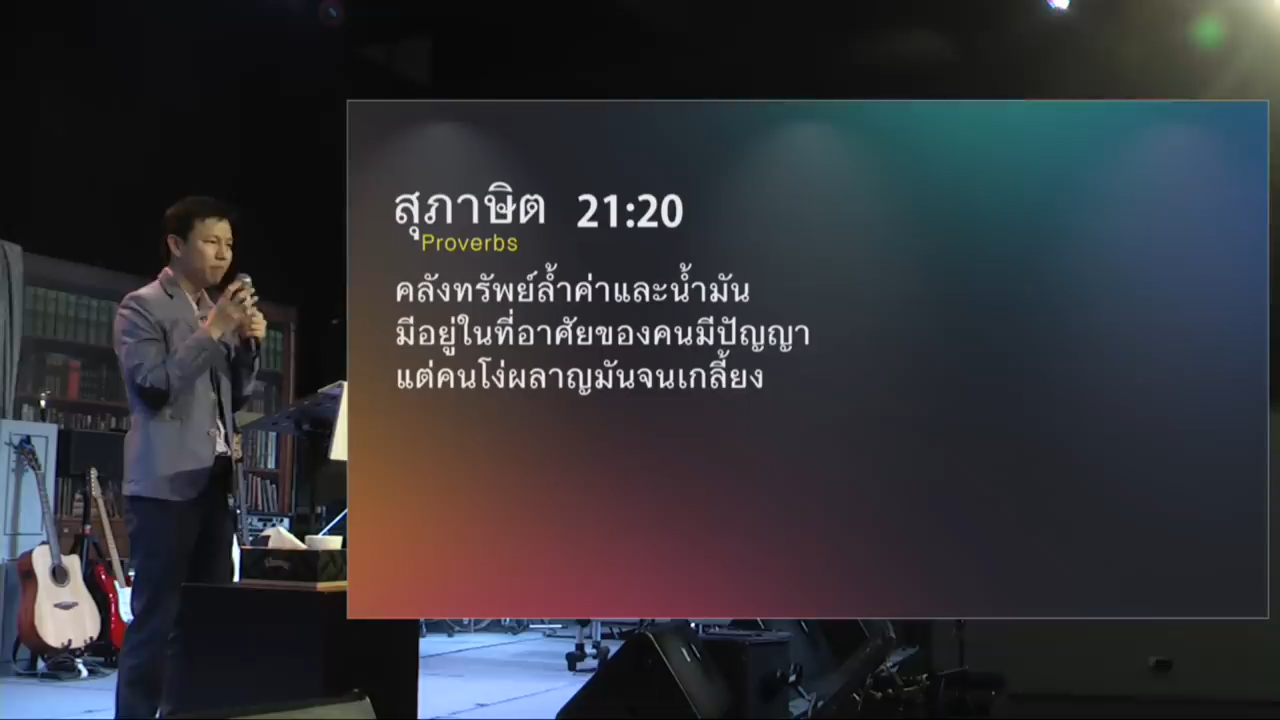 สุภาษิต 21:20
Proverbs
คลังทรัพย์ล้ำค่าและน้ำมัน
มีอยู่ในที่อาศัยของคนมีปัญญา
แต่คนโง่ผลาญมันจนเกลี้ยง